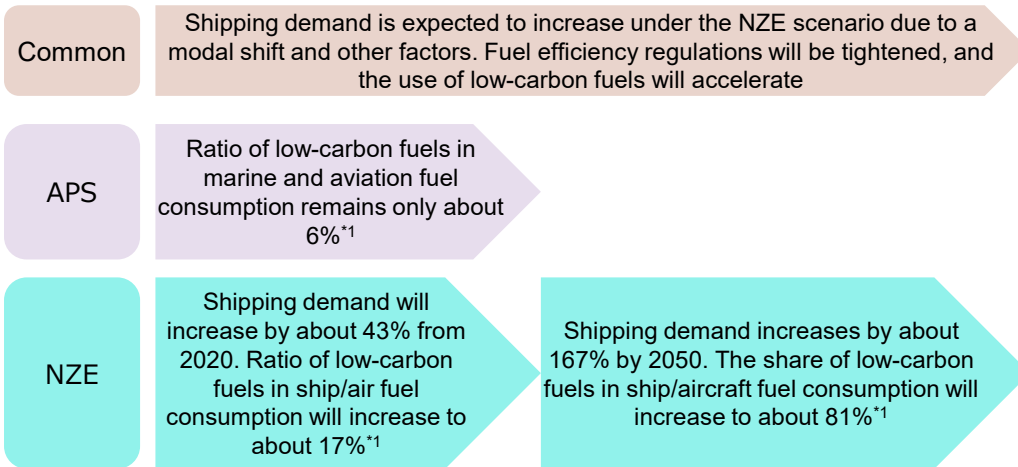 Common
Shipping demand is expected to increase under the NZE scenario due to a
modal shift and other factors. Fuel efficiency regulations will be tightened, and
the use of low-carbon fuels will accelerate
APS
Ratio of low-carbon fuels in
marine and aviation fuel
consumption remains only about
6%*1
NZE
Shipping demand will
increase by about 43% from
2020. Ratio of low-carbon
fuels in ship/air fuel
consumption will increase to
about 17%*1
Shipping demand increases by about
167% by 2050. The share of low-carbon
fuels in ship/aircraft fuel consumption will
increase to about 81%*1